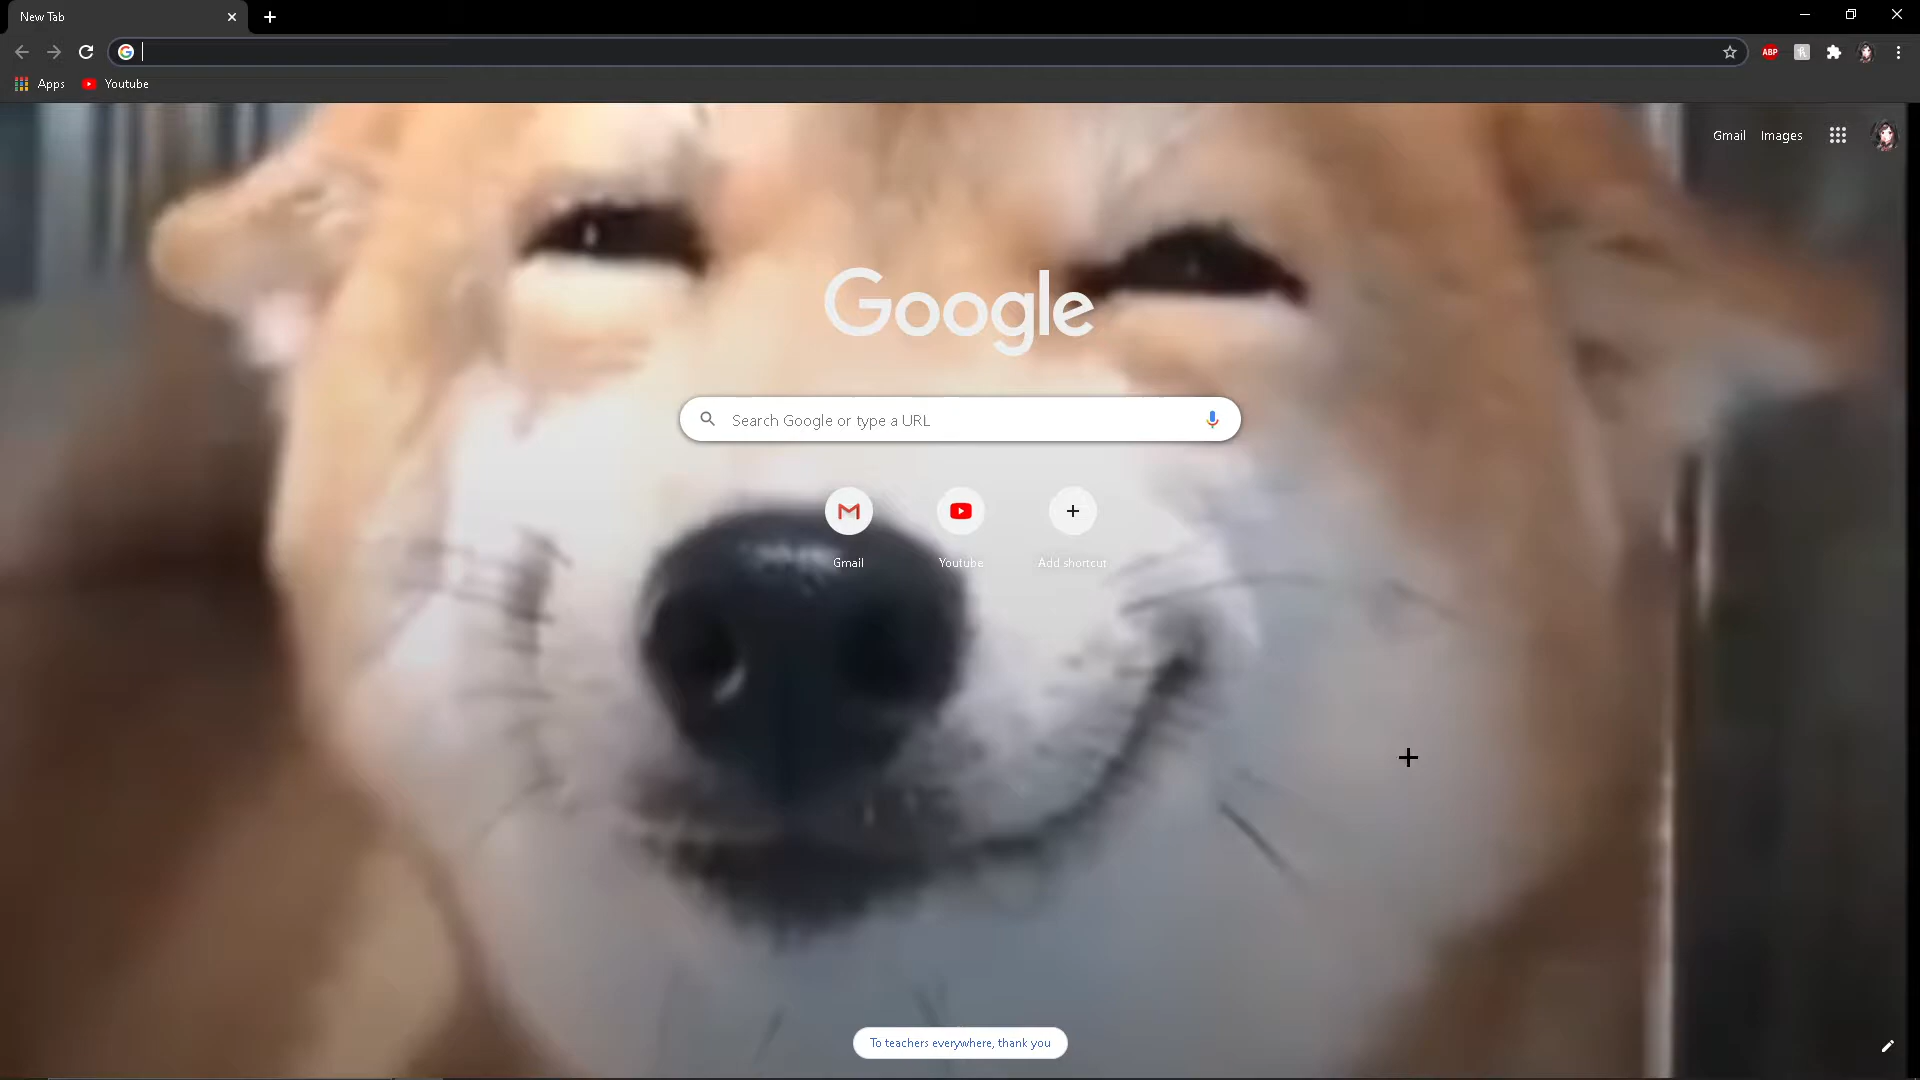 New Tab
ABP
Apps
Youtube
Gmail
Images
Google
Search Google or type a URL
Gmail
Youtube
Add shortcut
To teachers everywhere, thank you